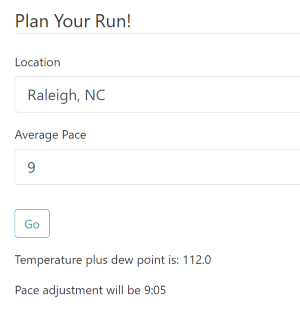 Plan Your Run!
Location
Raleigh, NC
Average Pace
9
Go
Temperature plus dew point is: 112.0
Pace adjustment will be 9:05